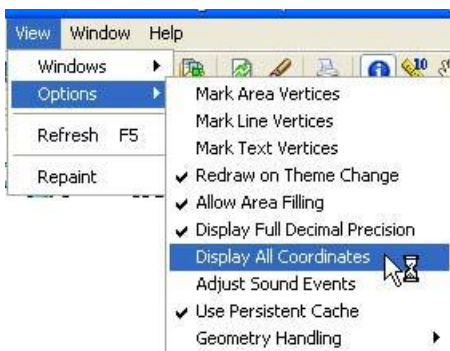 View Window Help
Windows
Options
Refresh F5
Repaint
10
Mark Area Vertices
Mark Line Vertices
Mark Text Vertices
Redraw on Theme Change
Allow Area Filling
Display Full Decimal Precision
Display All Coordinates
Adjust Sound Events
Use Persistent Cache
Geometry Handling